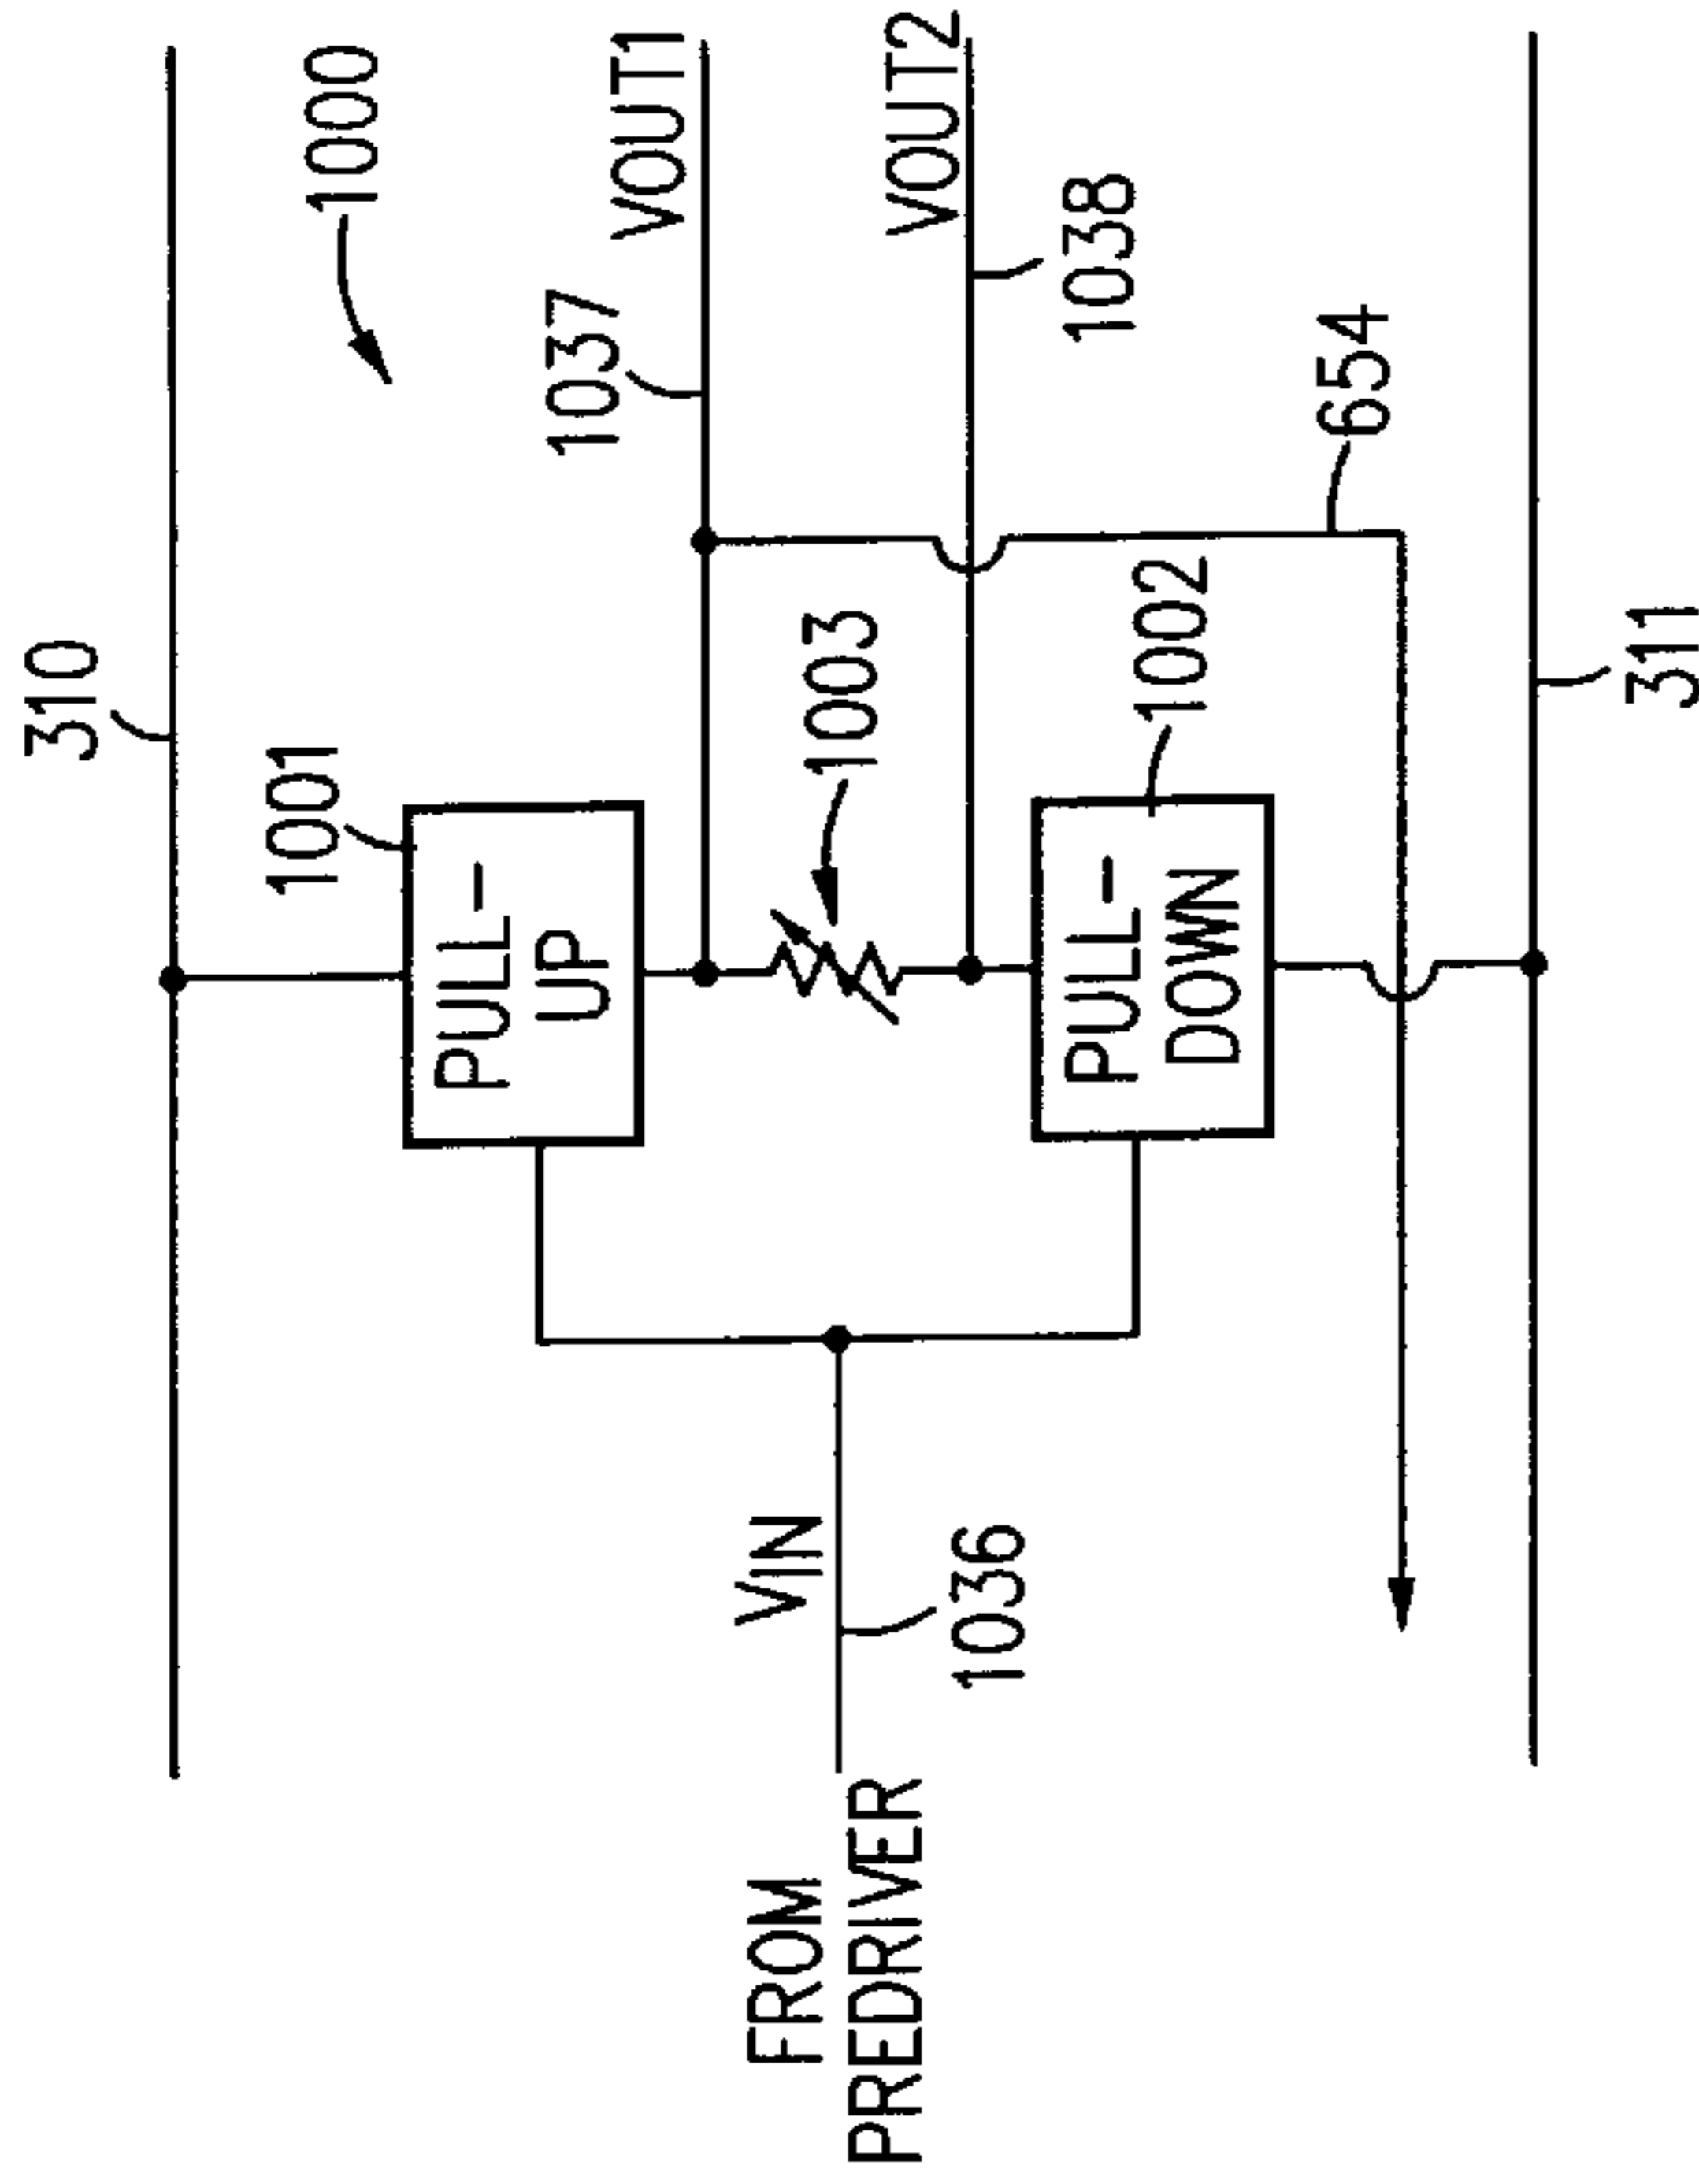 310
1000
1001
PULL-
UP
1037
VOUT1
VOUT2
1038
1003
VIN
1036
FROM
PREDRIVER
PULL-
DOWN
1002
654
311